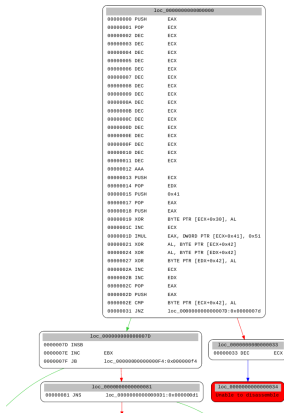 loc_0000000000000000
00000000 PUSH EAX
00000001 POP ECX
00000002 DEC ECX
00000003 DEC ECX
00000004 DEC ECX
00000005 DEC ECX
00000006 DEC ECX
00000007 DEC ECX
00000008 DEC ECX
00000009 DEC ECX
0000000A DEC ECX
0000000B DEC ECX
0000000C DEC ECX
0000000D DEC ECX
0000000E DEC ECX
0000000F DEC ECX
00000010 DEC ECX
00000011 DEC ECX
00000012 AAA
00000013 PUSH ECX
00000014 POP EDX
00000015 PUSH 0x41
00000017 POP EAX
00000018 PUSH EAX
00000019 XOR BYTE PTR [ECX+0x30], AL
0000001C INC ECX
0000001D IMUL EAX, DWORD PTR [ECX+0x41], 0x51
00000021 XOR AL, BYTE PTR [ECX+0x42]
00000024 XOR AL, BYTE PTR [EDX+0x42]
00000027 XOR BYTE PTR [EDX+0x42], AL
0000002A INC ECX
0000002B INC EDX
0000002C POP EAX
0000002D PUSH EAX
0000002E CMP BYTE PTR [ECX+0x42], AL
00000031 JNZ loc_000000000000007D:0x0000007d
loc_000000000000007D
0000007D INSB
0000007E INC EBX
0000007F JB loc_00000000000000F4:0x000000f4
loc_0000000000000033
00000033 DEC ECX
loc_0000000000000081
00000081 JNS
loc_0000000000000034
Unable to disassemble